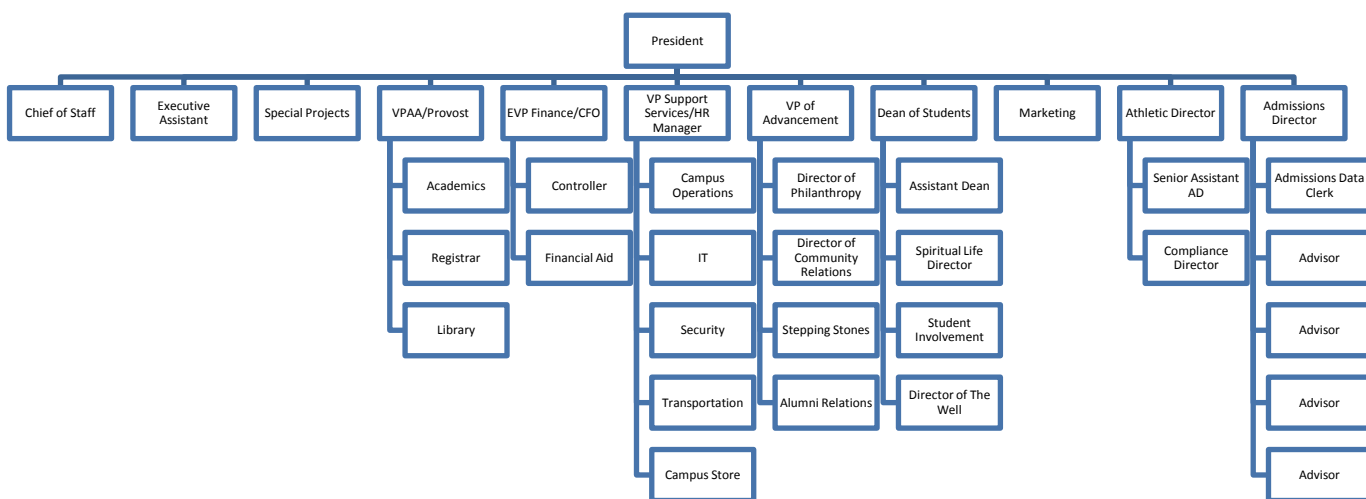 President
Chief of Staff
Executive
Assistant
Special Projects
VPAA/Provost
EVP Finance/CFO
VP Support
Services/HR
Manager
VP of
Advancement
Dean of Students
Marketing
Athletic Director
Admissions
Director
Academics
Registrar
Library
Controller
Financial Aid
Campus
Operations
IT
Security
Transportation
Campus Store
Director of
Philanthropy
Director of
Community
Relations
Stepping Stones
Alumni Relations
Assistant Dean
Spiritual Life
Director
Student
Involvement
Director of The
Well
Senior Assistant
AD
Compliance
Director
Admissions Data
Clerk
Advisor
Advisor
Advisor
Advisor